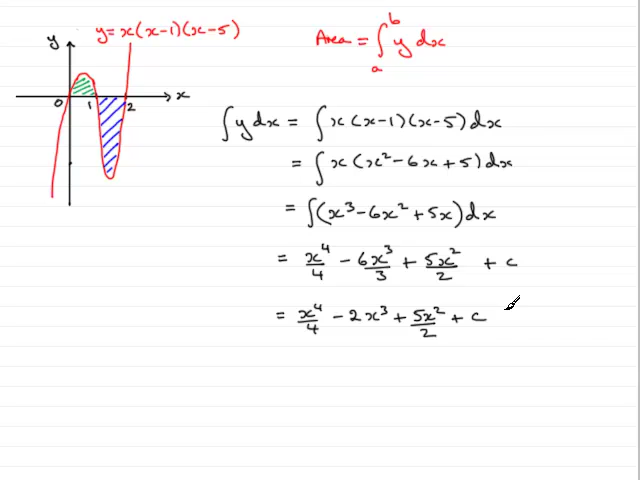 y = x(x-1)(x-5)
Area = ∫ₐᵇ y dx
y
x
0 1 2
∫ y dx = ∫ x(x-1)(x-5) dx
= ∫ x(x² - 6x + 5) dx
= ∫ (x³ - 6x² + 5x) dx
= x⁴/4 - 6x³/3 + 5x²/2 + c
= x⁴/4 - 2x³ + 5x²/2 + c